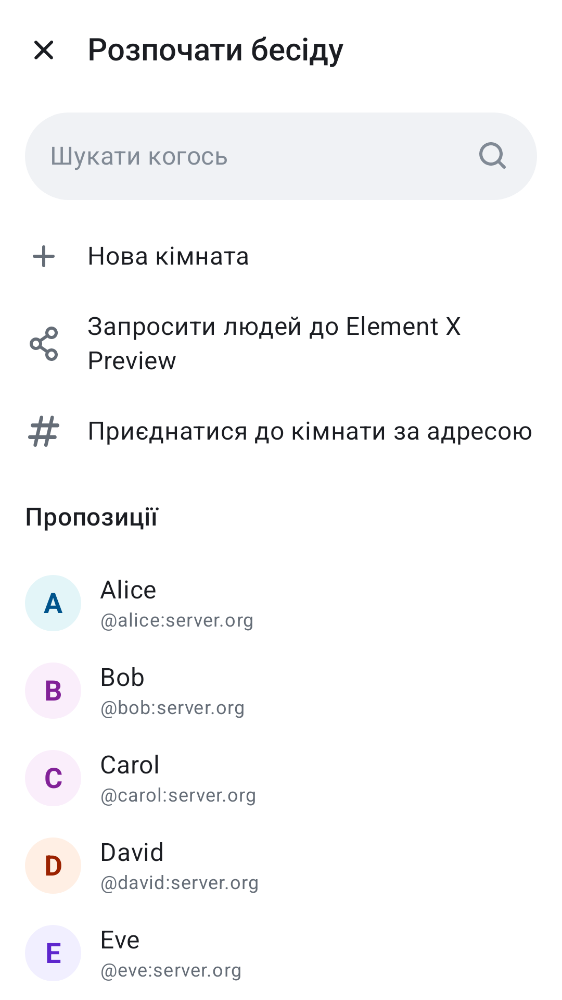 Розпочати бесіду
Шукати когось
Нова кімната
Запросити людей до Element X
Preview
Приєднатися до кімнати за адресою
Пропозиції
A
Alice
@alice:server.org
B
Bob
@bob:server.org
C
Carol
@carol:server.org
D
David
@david:server.org
E
Eve
@eve:server.org